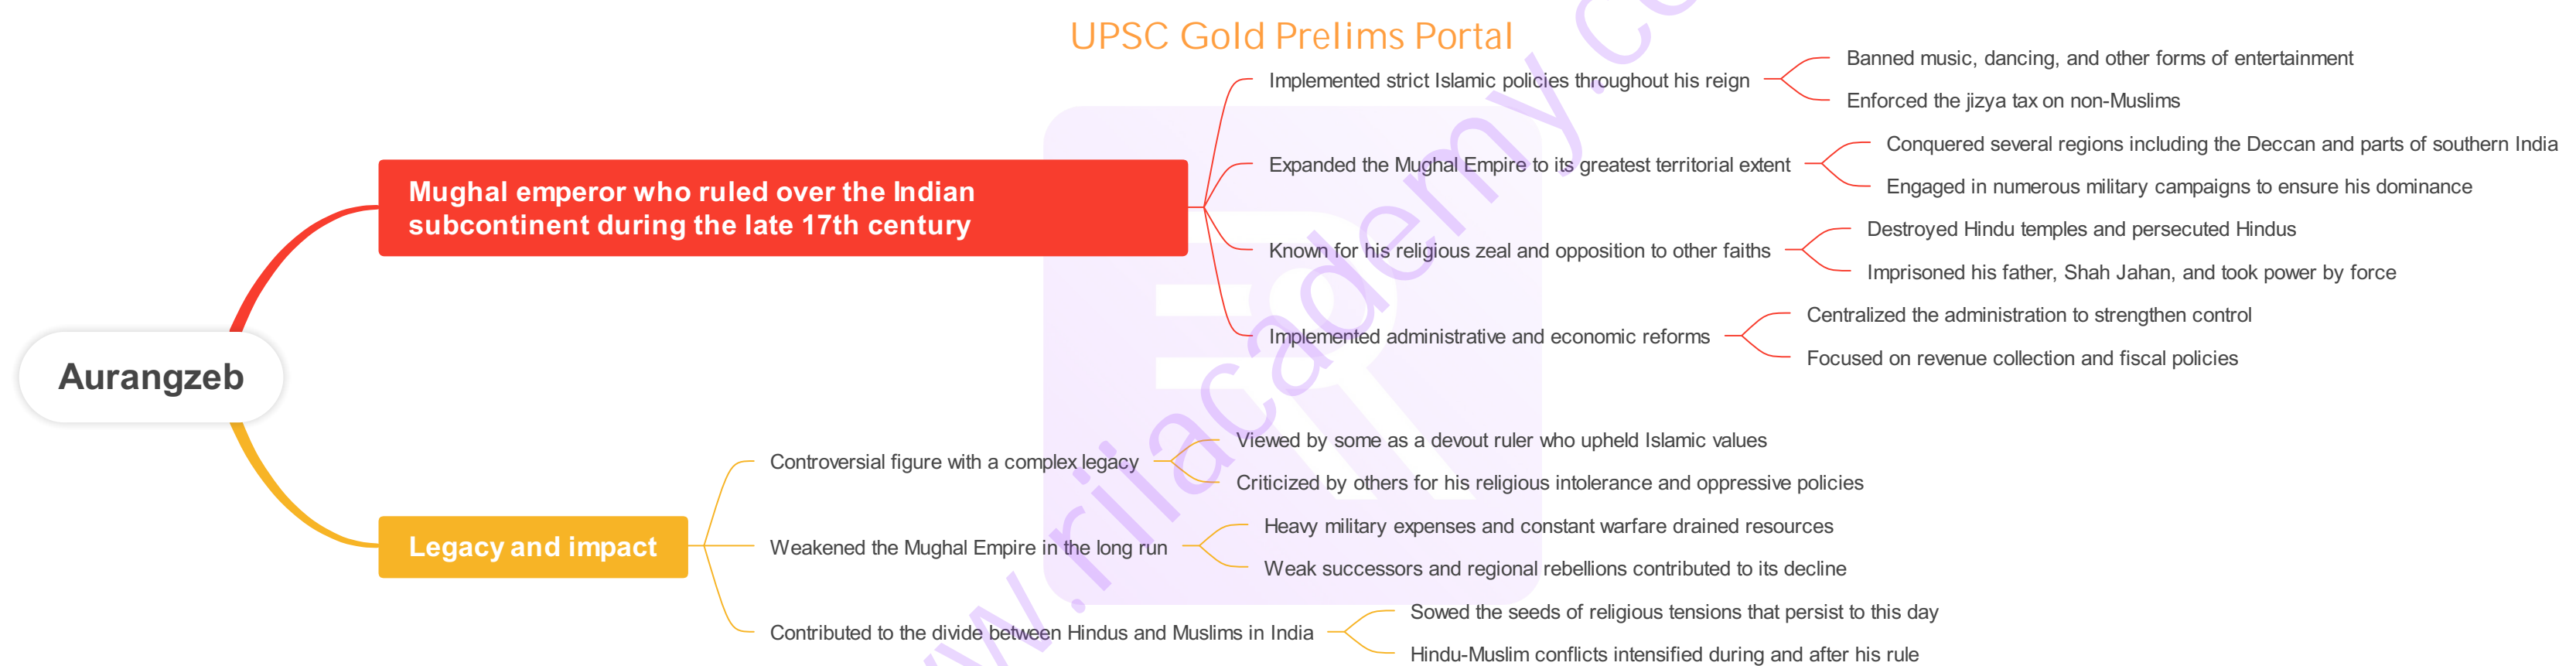 UPSC Gold Prelims Portal
Aurangzeb
Mughal emperor who ruled over the Indian
subcontinent during the late 17th century
Implemented strict Islamic policies throughout his reign
Banned music, dancing, and other forms of entertainment
Enforced the jizya tax on non-Muslims
Expanded the Mughal Empire to its greatest territorial extent
Conquered several regions including the Deccan and parts of southern India
Engaged in numerous military campaigns to ensure his dominance
Known for his religious zeal and opposition to other faiths
Destroyed Hindu temples and persecuted Hindus
Imprisoned his father, Shah Jahan, and took power by force
Implemented administrative and economic reforms
Centralized the administration to strengthen control
Focused on revenue collection and fiscal policies
Legacy and impact
Controversial figure with a complex legacy
Viewed by some as a devout ruler who upheld Islamic values
Criticized by others for his religious intolerance and oppressive policies
Weakened the Mughal Empire in the long run
Heavy military expenses and constant warfare drained resources
Weak successors and regional rebellions contributed to its decline
Contributed to the divide between Hindus and Muslims in India
Sowed the seeds of religious tensions that persist to this day
Hindu-Muslim conflicts intensified during and after his rule